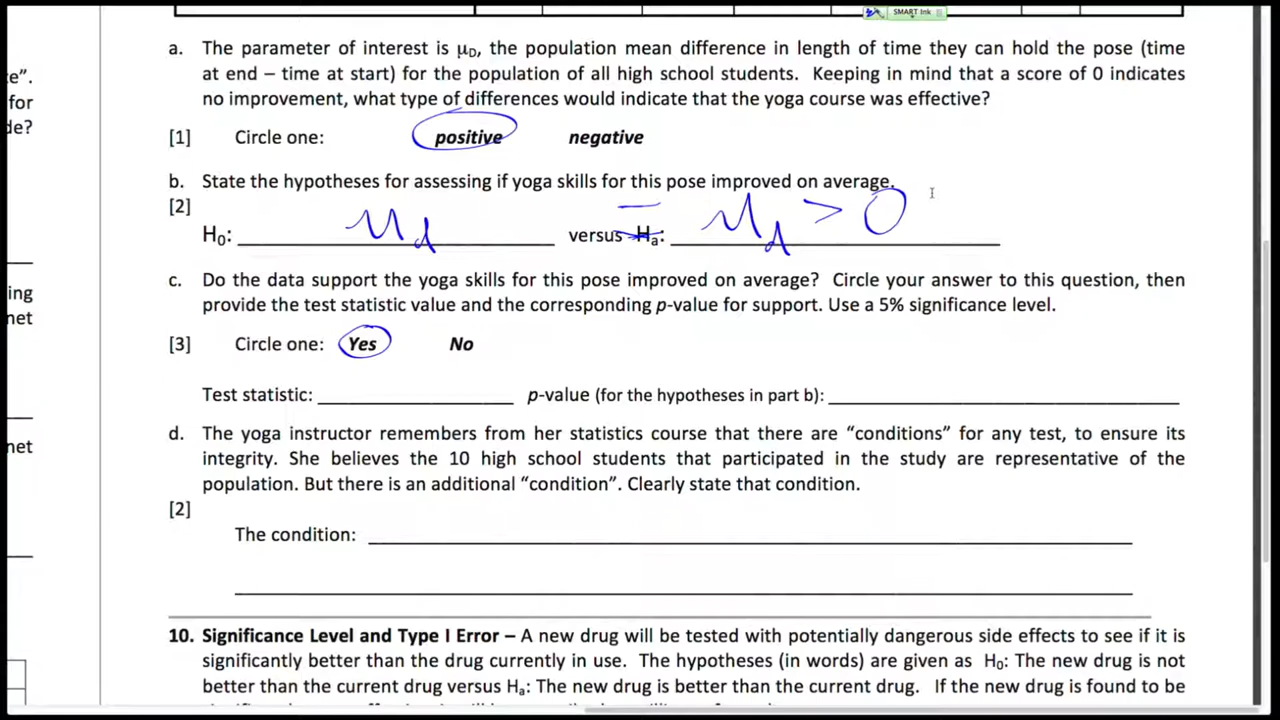 SMART Ink
a. The parameter of interest is μD, the population mean difference in length of time they can hold the pose (time
e”. at end – time at start) for the population of all high school students. Keeping in mind that a score of 0 indicates
for no improvement, what type of differences would indicate that the yoga course was effective?
de?
[1] Circle one: positive negative
b. State the hypotheses for assessing if yoga skills for this pose improved on average.
[2]
H0: μd versus Ha: μd > 0
ing c. Do the data support the yoga skills for this pose improved on average? Circle your answer to this question, then
net provide the test statistic value and the corresponding p-value for support. Use a 5% significance level.
[3] Circle one: Yes No
Test statistic: p-value (for the hypotheses in part b):
net d. The yoga instructor remembers from her statistics course that there are “conditions” for any test, to ensure its
integrity. She believes the 10 high school students that participated in the study are representative of the
population. But there is an additional “condition”. Clearly state that condition.
[2]
The condition:
10. Significance Level and Type I Error – A new drug will be tested with potentially dangerous side effects to see if it is
significantly better than the drug currently in use. The hypotheses (in words) are given as H0: The new drug is not
better than the current drug versus Ha: The new drug is better than the current drug. If the new drug is found to be